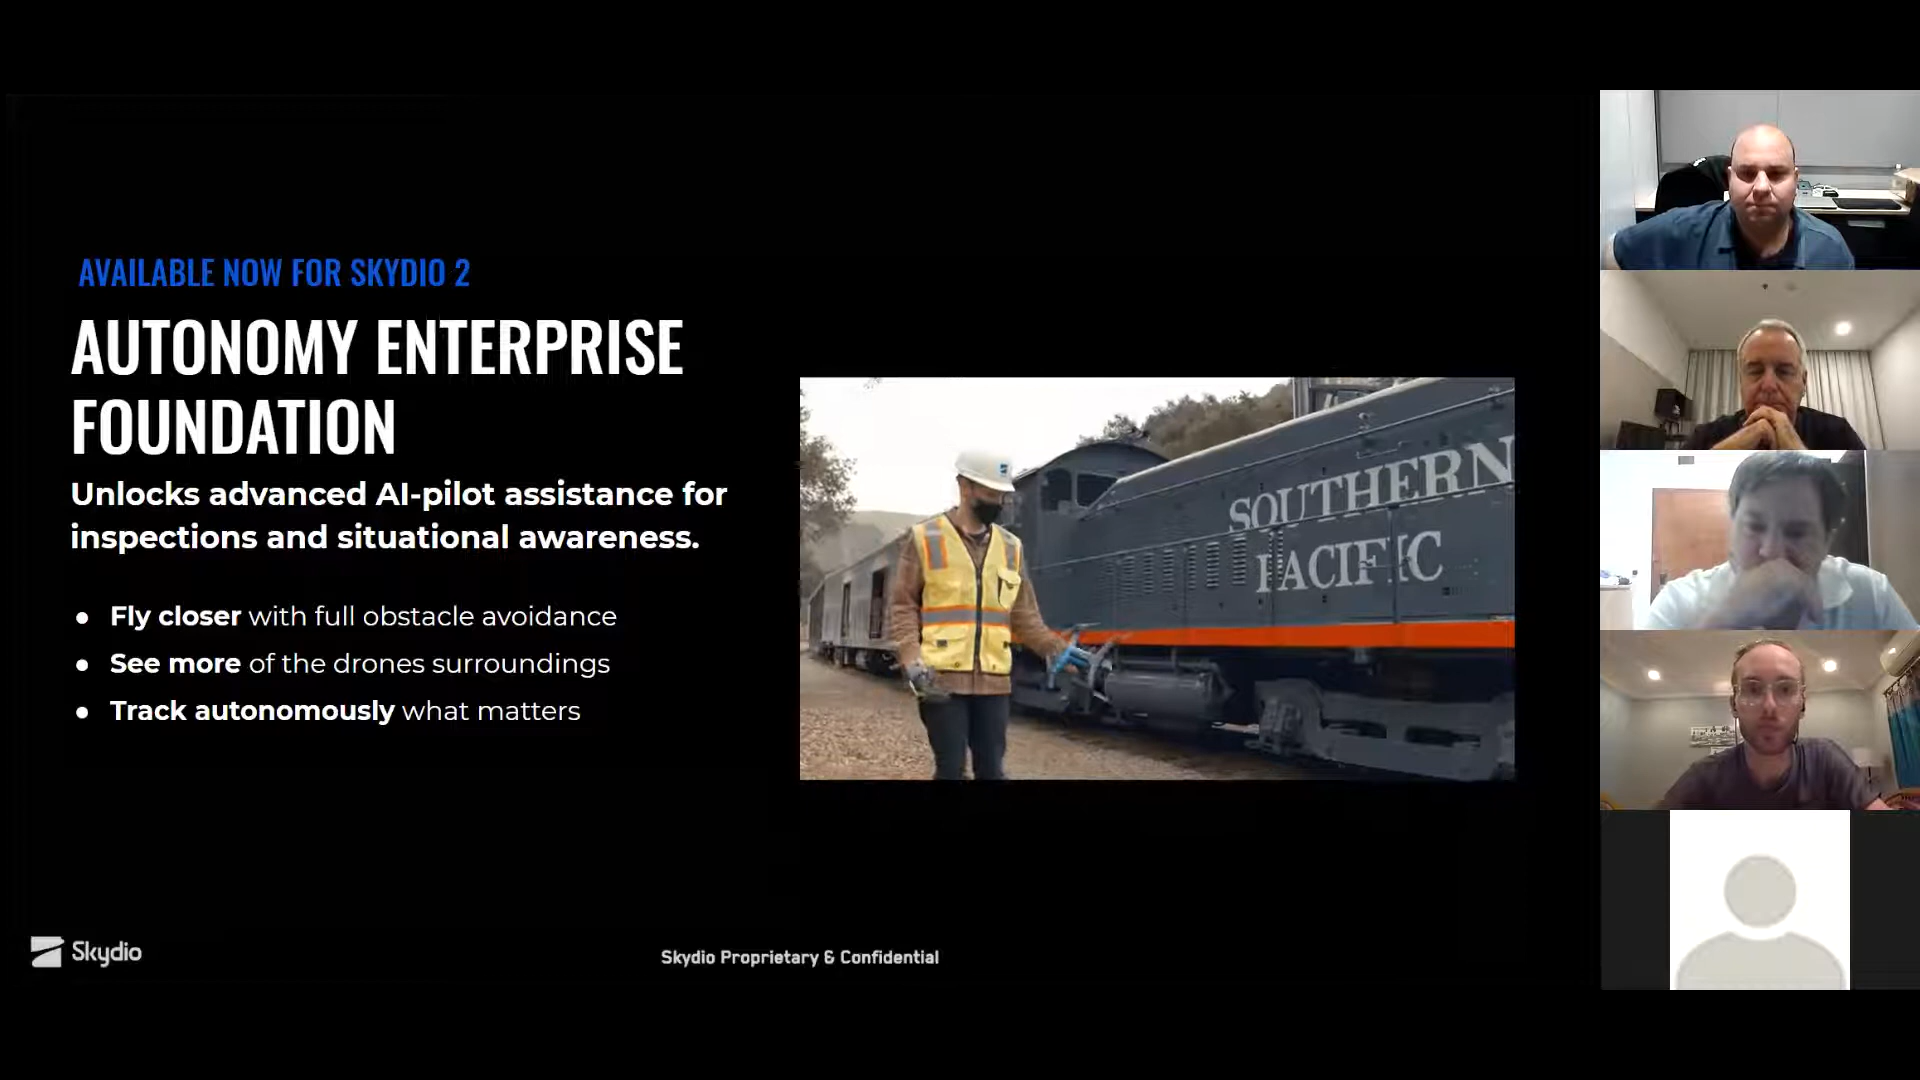 AVAILABLE NOW FOR SKYDIO 2
AUTONOMY ENTERPRISE
FOUNDATION
Unlocks advanced AI-pilot assistance for
inspections and situational awareness.
● Fly closer with full obstacle avoidance
● See more of the drones surroundings
● Track autonomously what matters
SOUTHERN
PACIFIC
Skydio
Skydio Proprietary & Confidential